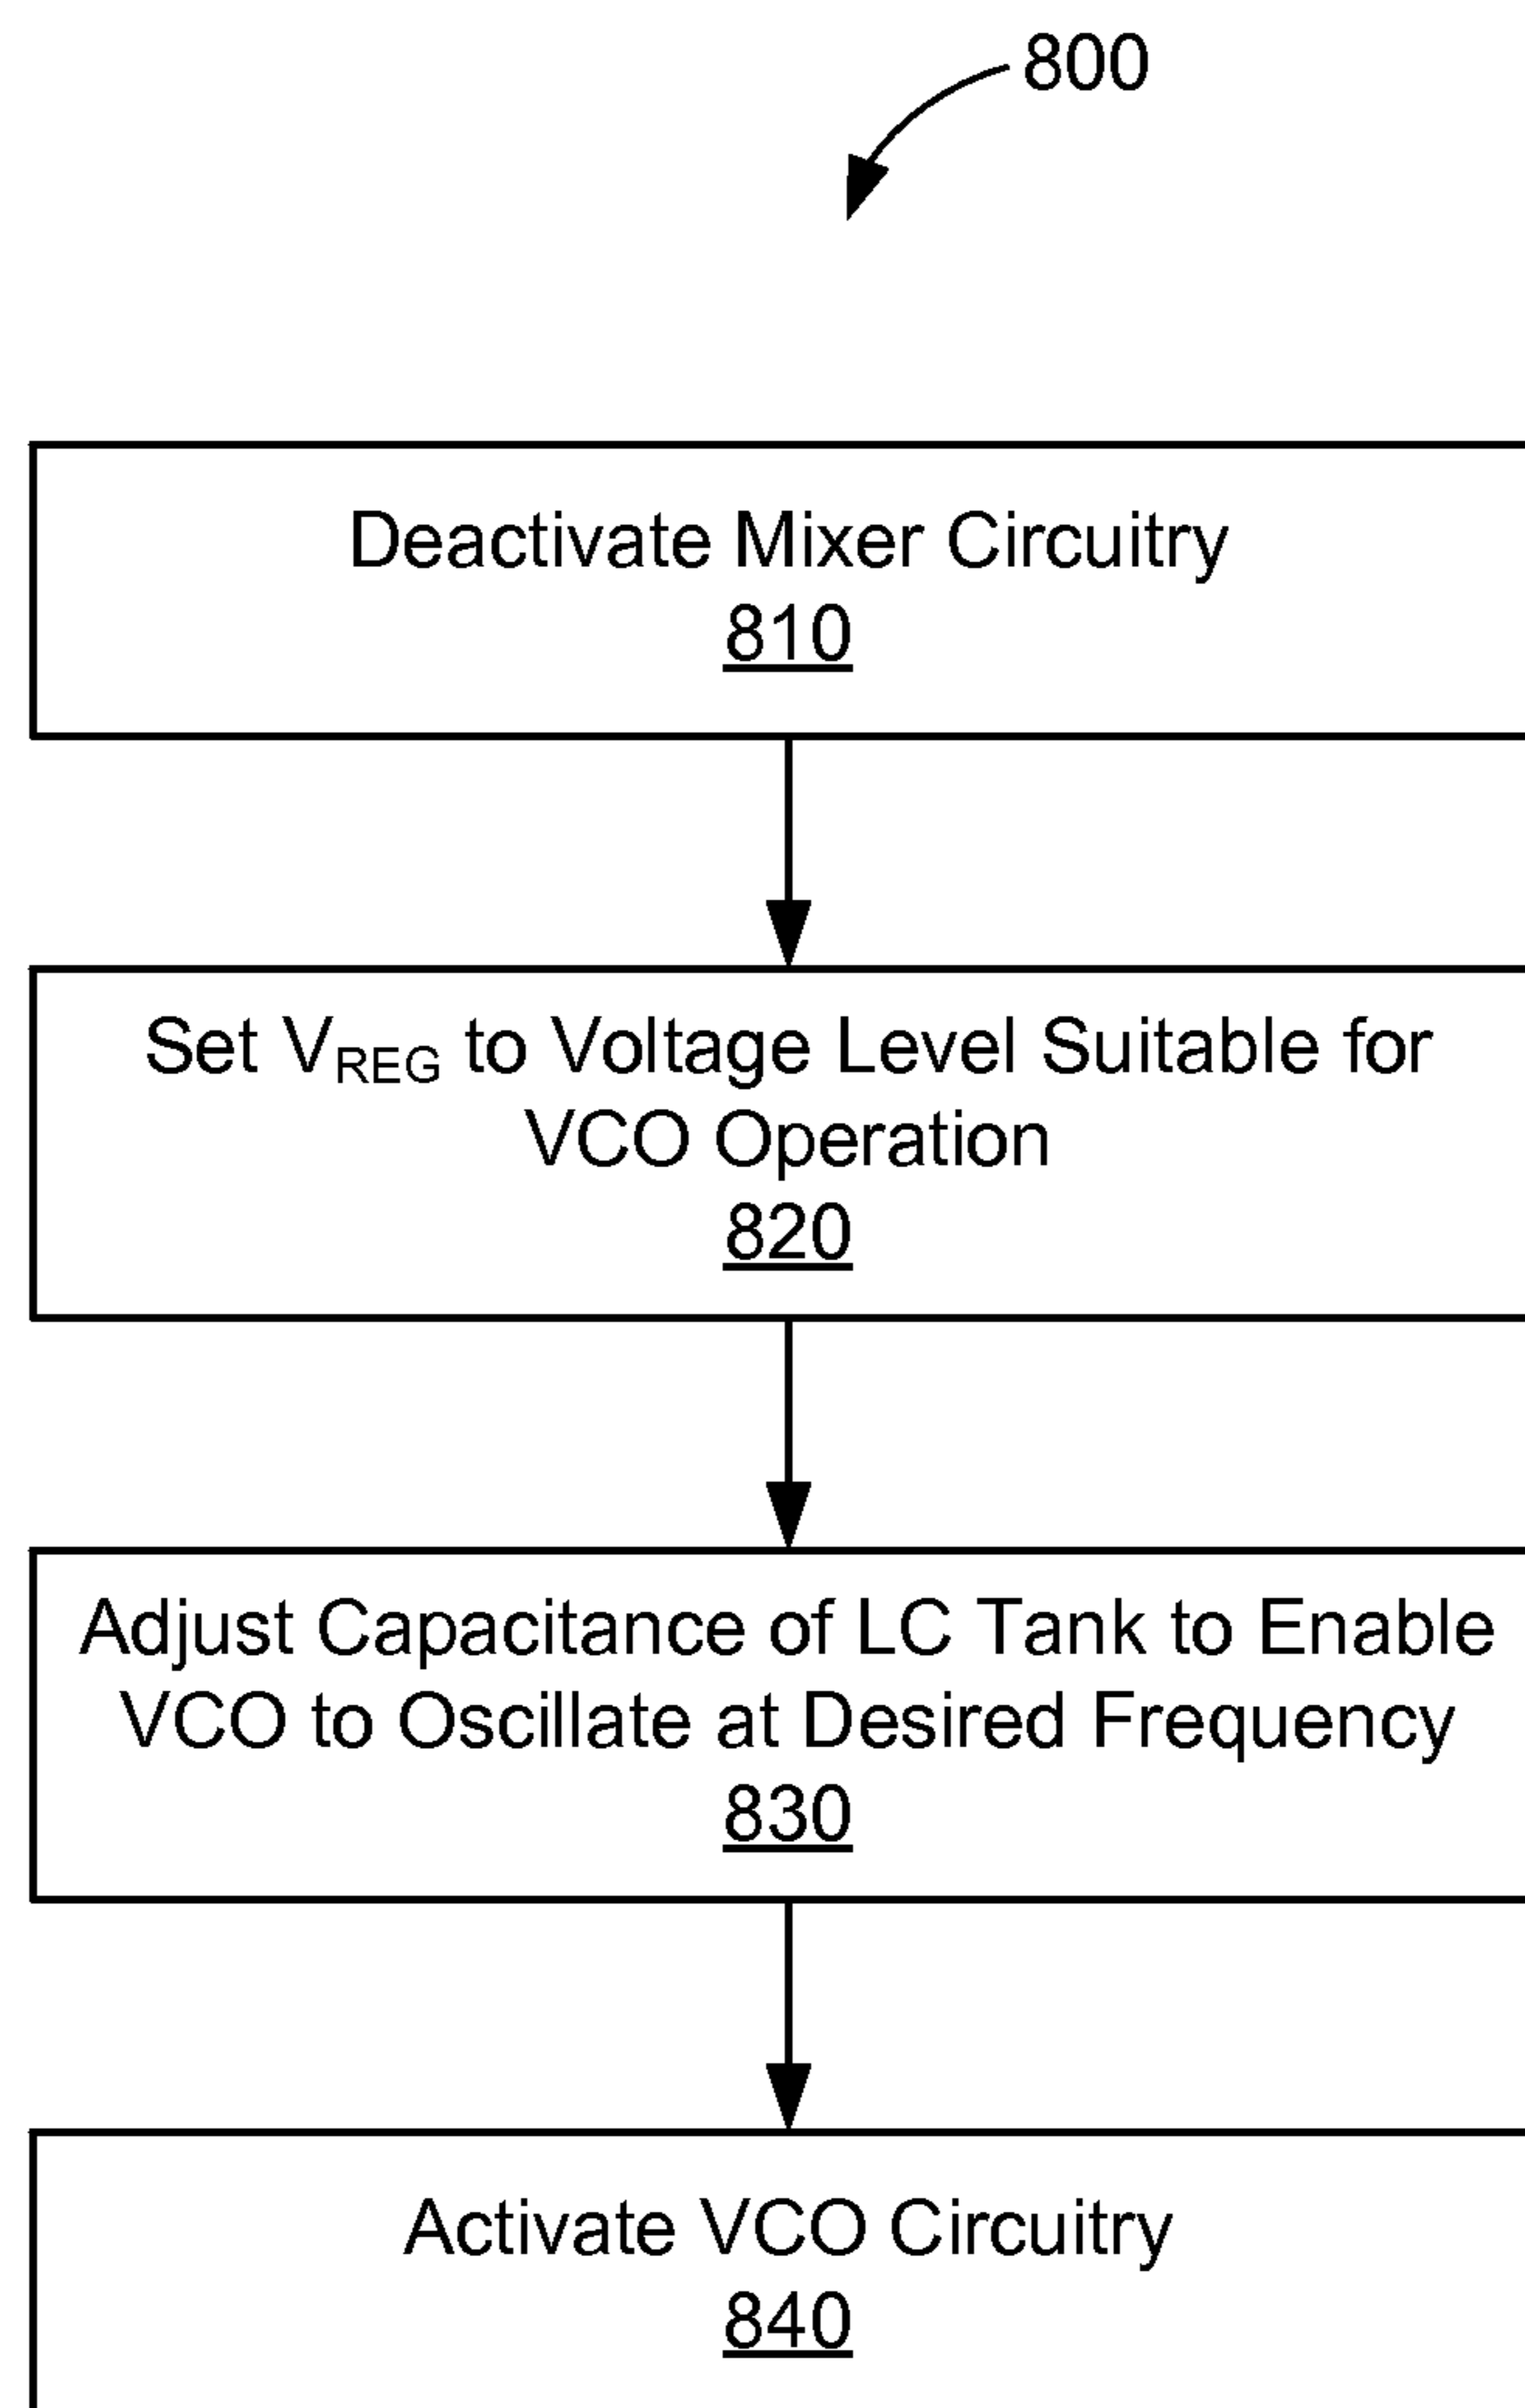 800
Deactivate Mixer Circuitry
810
Set VREG to Voltage Level Suitable for
VCO Operation
820
Adjust Capacitance of LC Tank to Enable
VCO to Oscillate at Desired Frequency
830
Activate VCO Circuitry
840